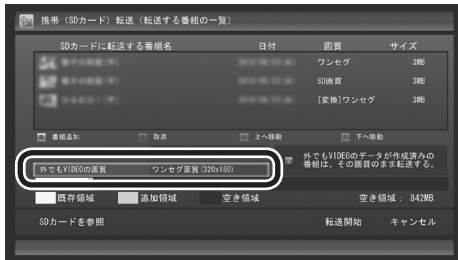 携帯（SDカード）転送（転送する番組の一覧）
SDカードに転送する番組名 日付 画質 サイズ
ワンセグ 3MB
SD画質 3MB
[変換]ワンセグ 3MB
番組追加 取消 上へ移動 下へ移動
外でもVIDEOの画質 ワンセグ画質(320x180)
外でもVIDEOのデータが作成済みの
番組は、その画質のまま転送する。
既存領域 追加領域 空き領域 空き領域： 842MB
SDカードを参照 転送開始 キャンセル